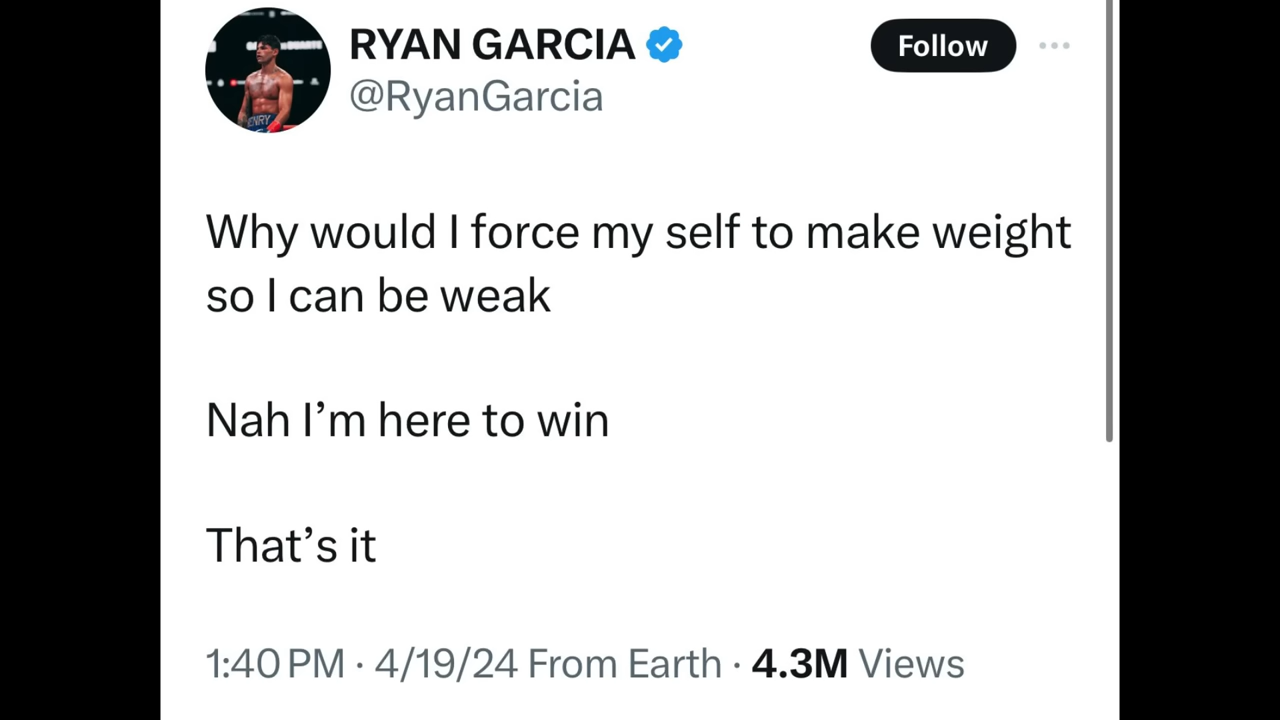 RYAN GARCIA
@RyanGarcia
Follow
Why would I force my self to make weight
so I can be weak
Nah I’m here to win
That’s it
1:40 PM · 4/19/24 From Earth · 4.3M Views